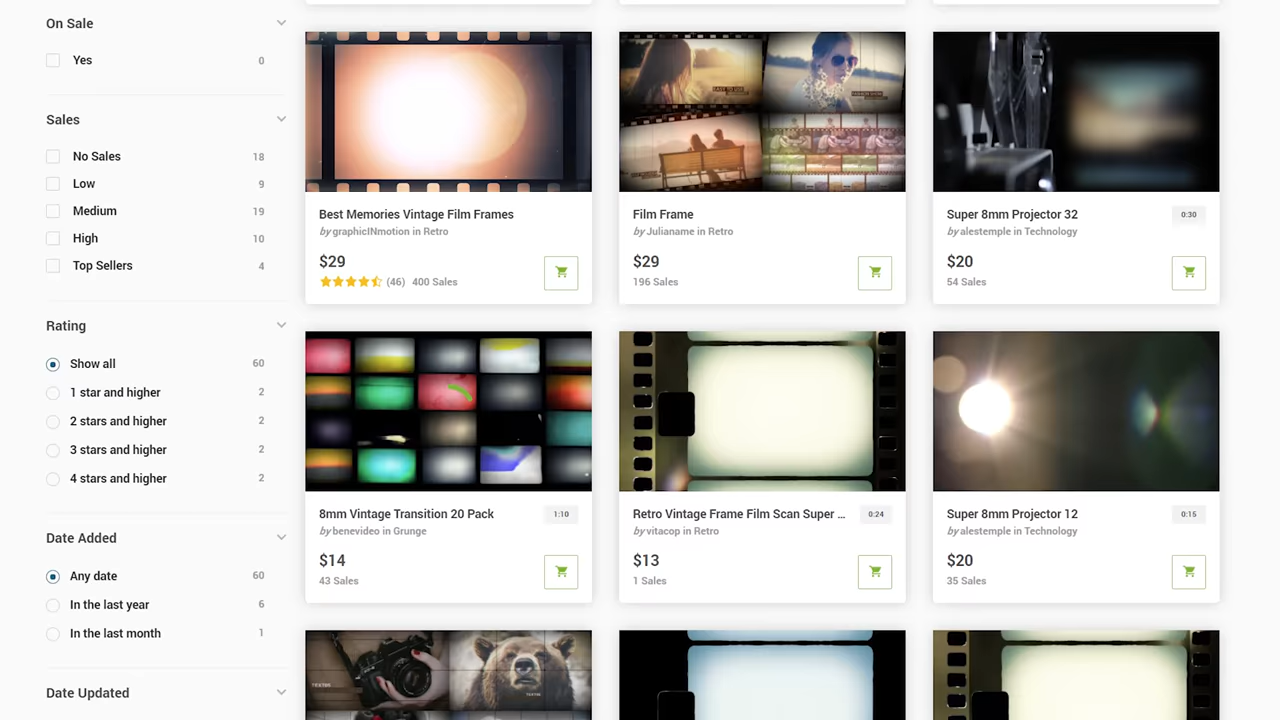 On Sale
Yes 0
Sales
No Sales 18
Low 9
Medium 19
High 10
Top Sellers 4
Rating
Show all 60
1 star and higher 2
2 stars and higher 2
3 stars and higher 2
4 stars and higher 2
Date Added
Any date 60
In the last year 6
In the last month 1
Date Updated
EASY TO USE
Best Memories Vintage Film Frames
by graphicINmotion in Retro
$29
(46) 400 Sales
Film Frame
by Julianame in Retro
$29
196 Sales
Super 8mm Projector 32 0:30
by alestemple in Technology
$20
54 Sales
8mm Vintage Transition 20 Pack 1:10
by benevideo in Grunge
$14
43 Sales
Retro Vintage Frame Film Scan Super ... 0:24
by vitacop in Retro
$13
1 Sales
Super 8mm Projector 12 0:15
by alestemple in Technology
$20
35 Sales